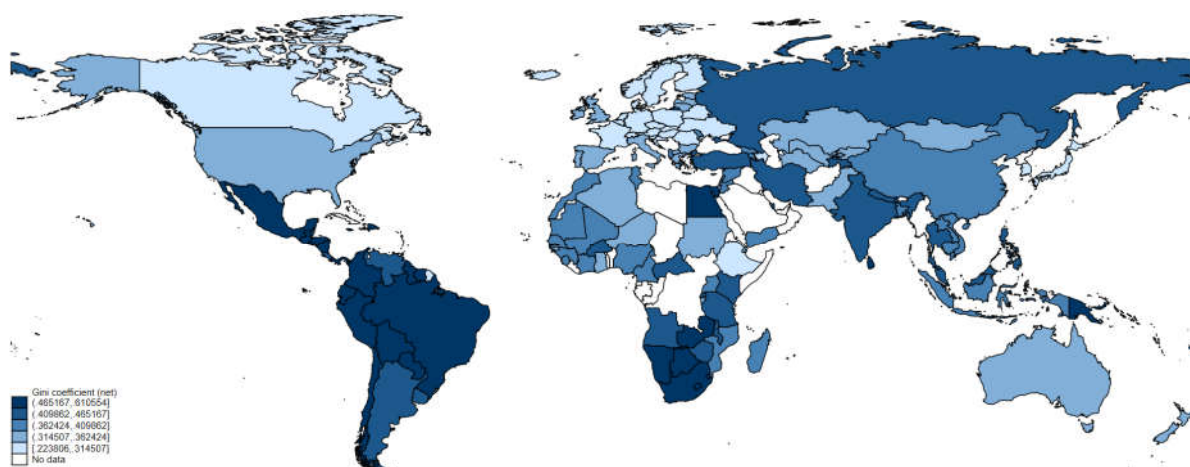 Gini coefficient (net)
(.465167,.610554]
(.409862,.465167]
(.362424,.409862]
(.314507,.362424]
[.223806,.314507]
No data